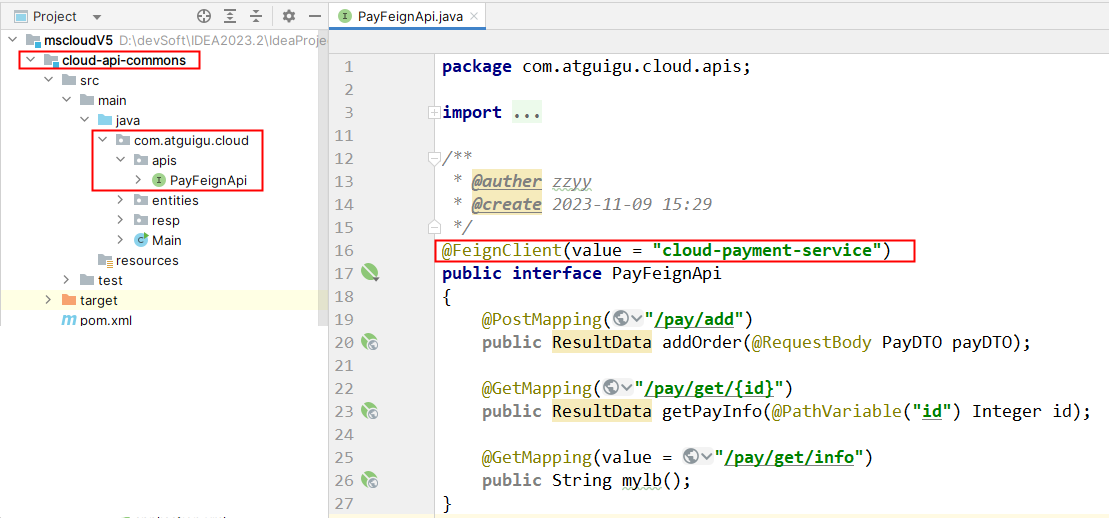 Project
mscloudV5 D:\devSoft\IDEA2023.2\IdeaProje
cloud-api-commons
src
main
java
com.atguigu.cloud
apis
PayFeignApi
entities
resp
Main
resources
test
target
pom.xml
PayFeignApi.java
1 package com.atguigu.cloud.apis;
2
3 import ...
11
12 /**
13 * @auther zzyy
14 * @create 2023-11-09 15:29
15 */
16 @FeignClient(value = "cloud-payment-service")
17 public interface PayFeignApi
18 {
19 @PostMapping("/pay/add")
20 public ResultData addOrder(@RequestBody PayDTO payDTO);
21
22 @GetMapping("/pay/get/{id}")
23 public ResultData getPayInfo(@PathVariable("id") Integer id);
24
25 @GetMapping(value = "/pay/get/info")
26 public String mylb();
27 }